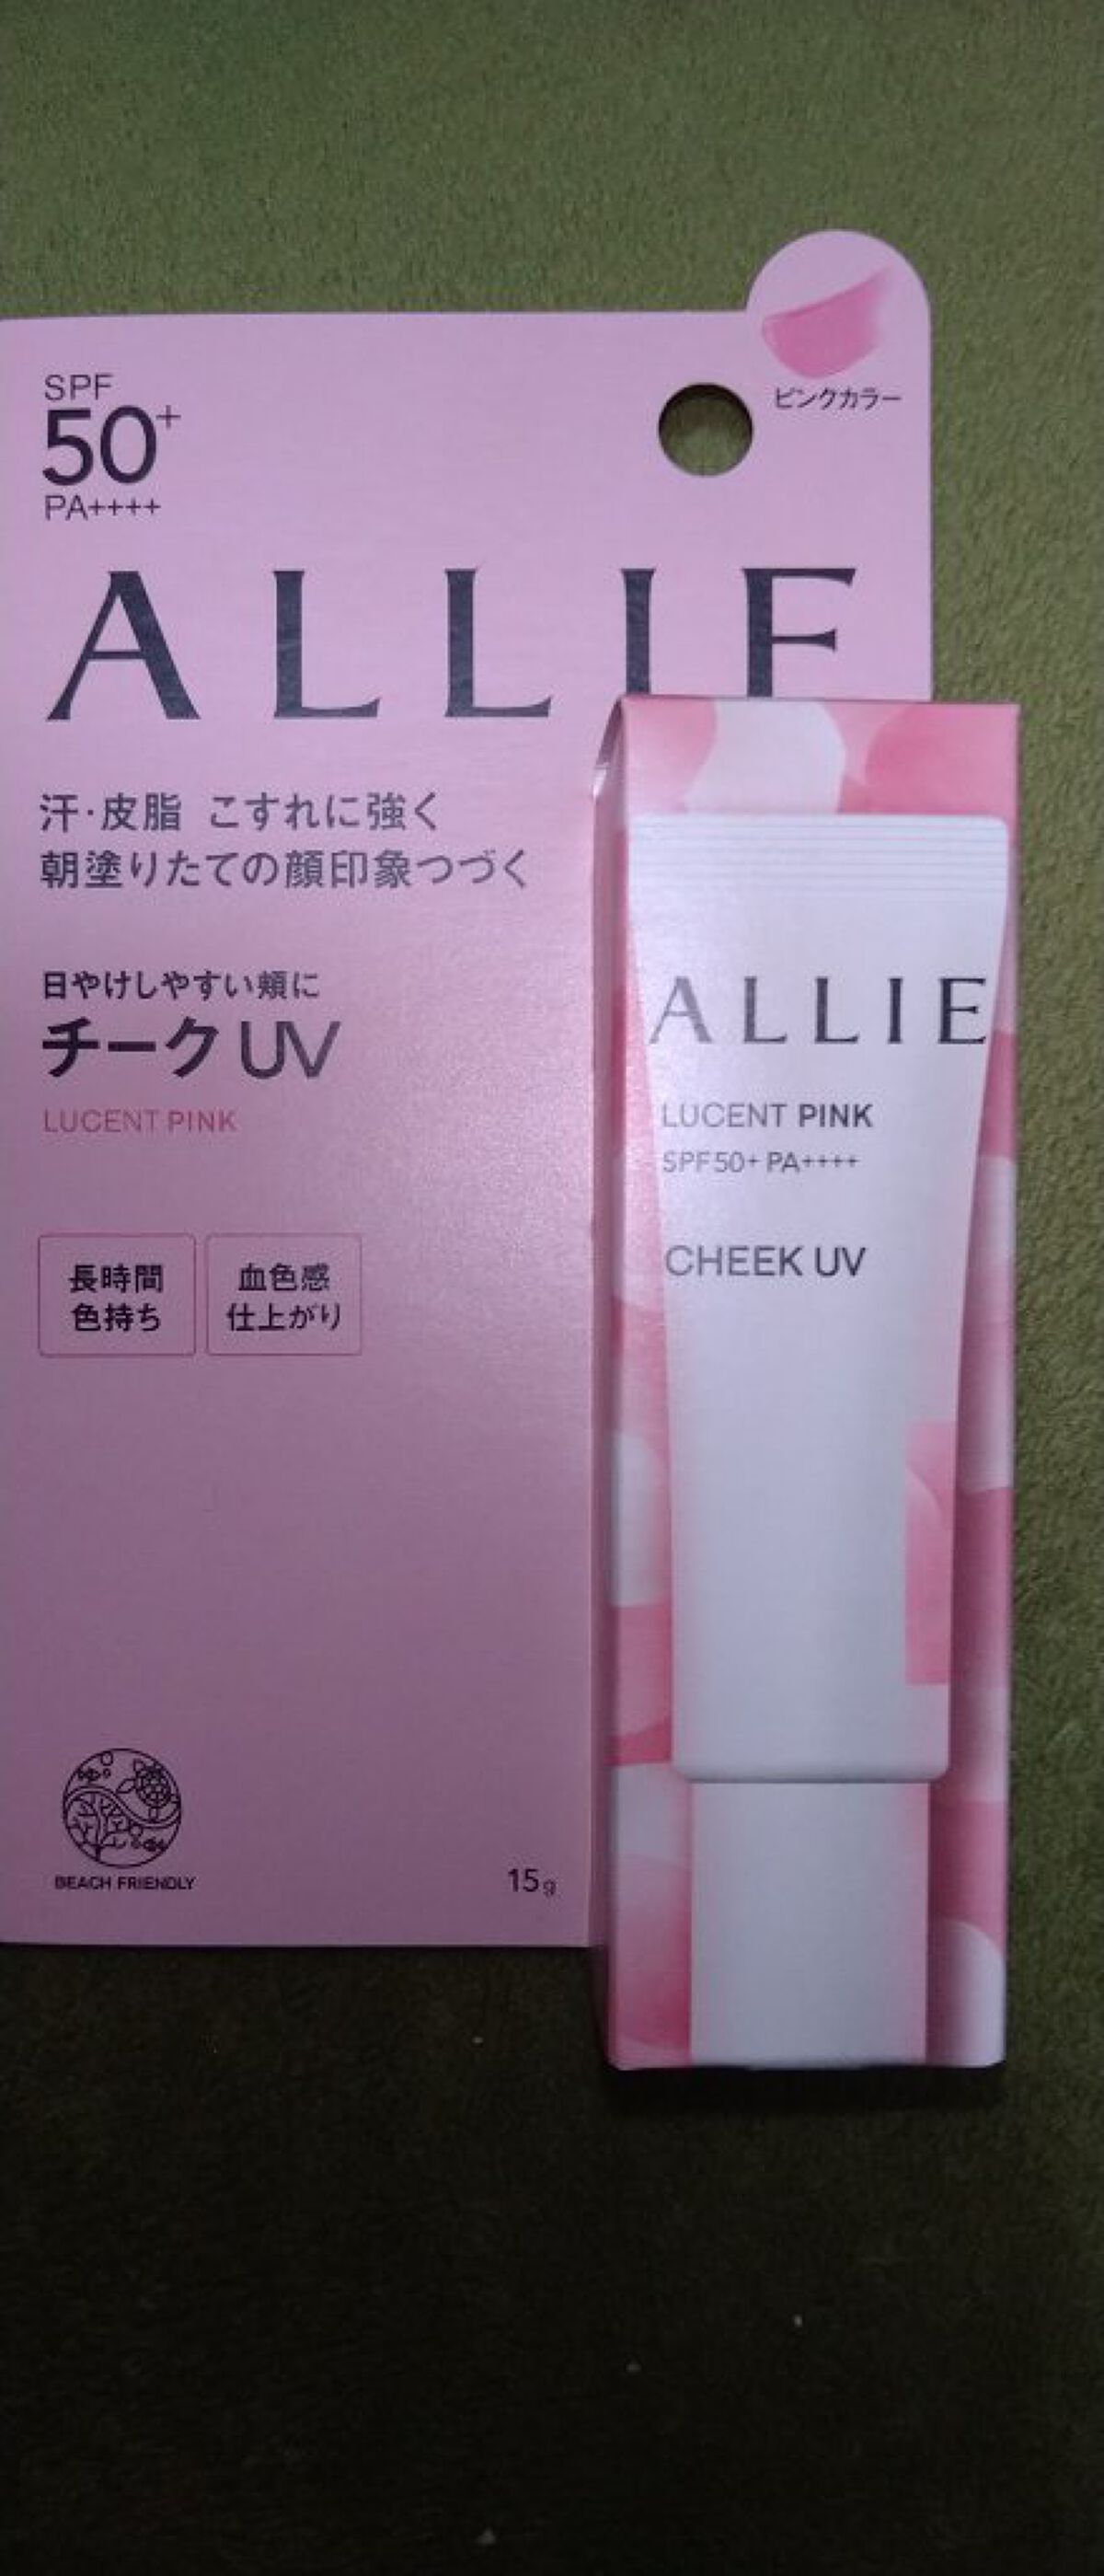 ピンクカラー
SPF
50+
PA++++
ALLIE
汗·皮脂 こすれに強く
朝塗りたての顔印象つづく
日やけしやすい頬に
チークUV
LUCENT PINK
長時間
色持ち
血色感
仕上がり
BEACH FRIENDLY
15g
ALLIE
LUCENT PINK
SPF50+ PA++++
CHEEK UV